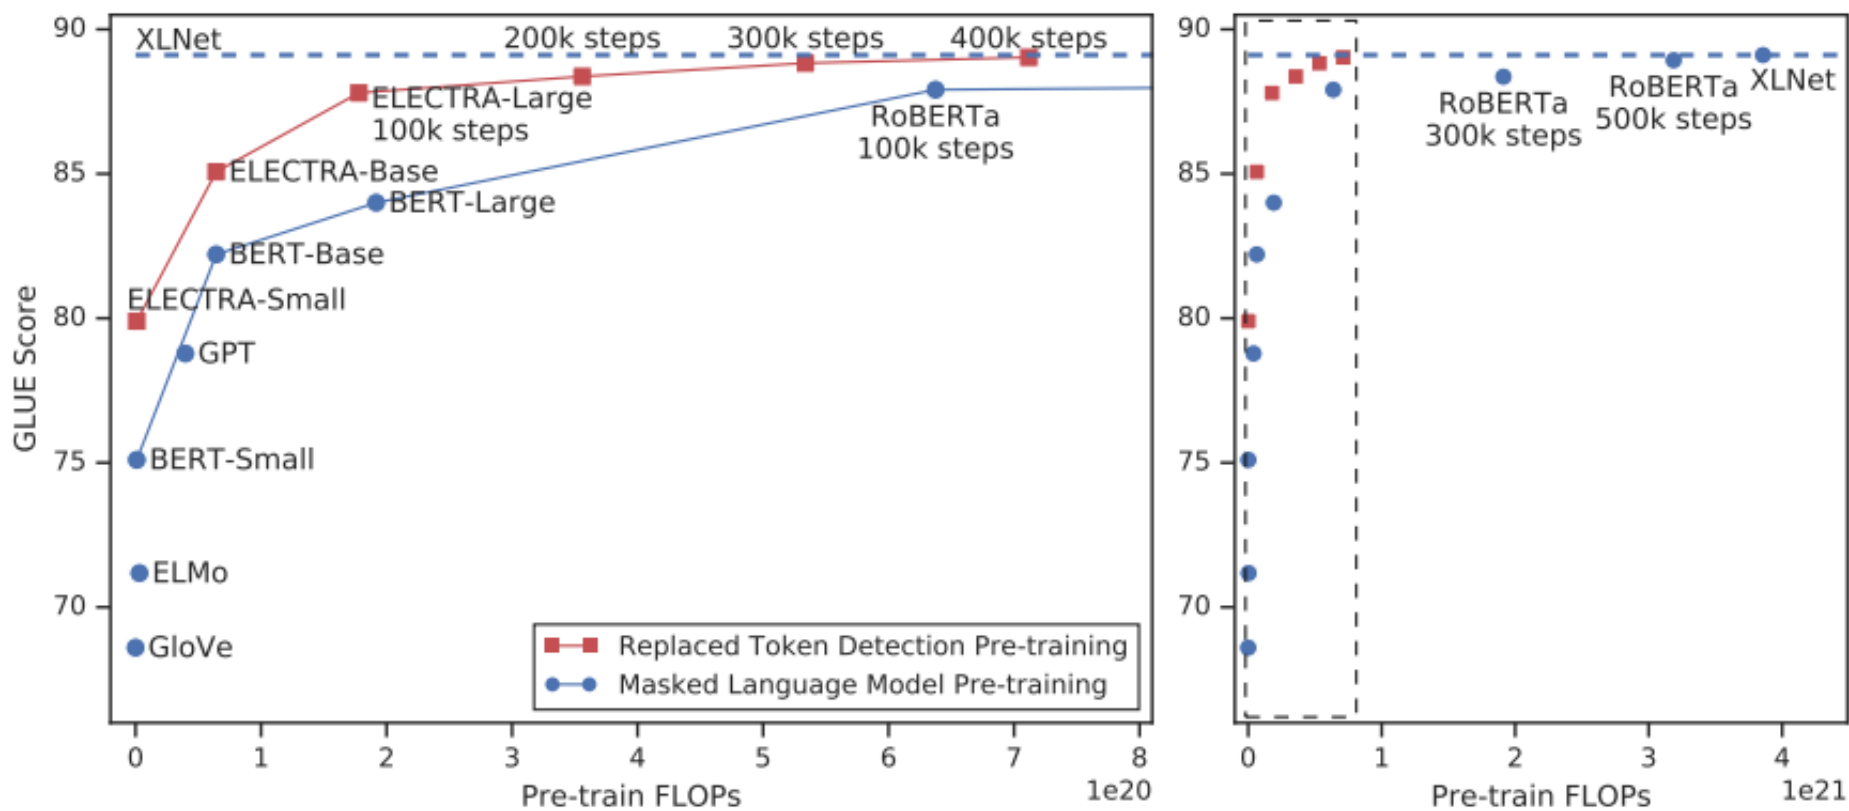 90
XLNet
200k steps
300k steps
400k steps
ELECTRA-Large
100k steps
RoBERTa
100k steps
85
ELECTRA-Base
BERT-Large
BERT-Base
ELECTRA-Small
80
GPT
GLUE Score
75
BERT-Small
ELMo
70
GloVe
Replaced Token Detection Pre-training
Masked Language Model Pre-training
0 1 2 3 4 5 6 7 8
1e20
Pre-train FLOPs
90
XLNet
RoBERTa
500k steps
RoBERTa
300k steps
85
80
75
70
0 1 2 3 4
1e21
Pre-train FLOPs